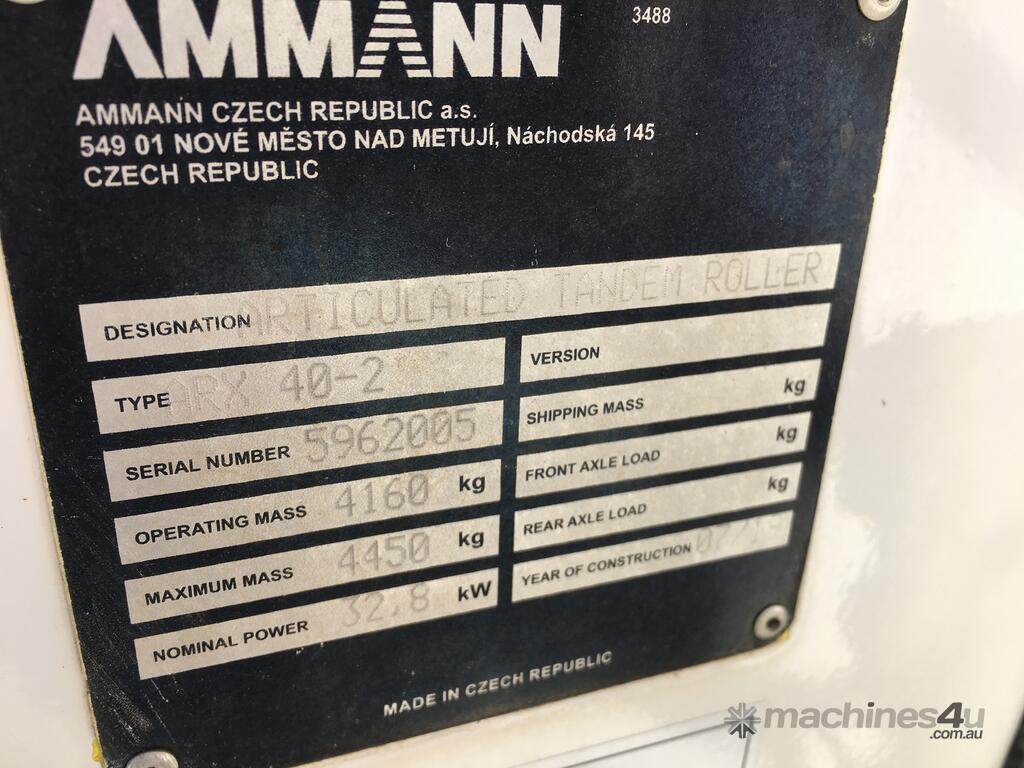 AMMANN
3488
AMMANN CZECH REPUBLIC a.s.
549 01 NOVÉ MĚSTO NAD METUJÍ, Náchodská 145
CZECH REPUBLIC
DESIGNATION ARTICULATED TANDEM ROLLER
TYPE ARX 40-2
VERSION
SERIAL NUMBER 5962005
SHIPPING MASS kg
OPERATING MASS 4160 kg
FRONT AXLE LOAD kg
MAXIMUM MASS 4450 kg
REAR AXLE LOAD kg
NOMINAL POWER 32.8 kW
YEAR OF CONSTRUCTION 07/19
MADE IN CZECH REPUBLIC
machines4u
.com.au